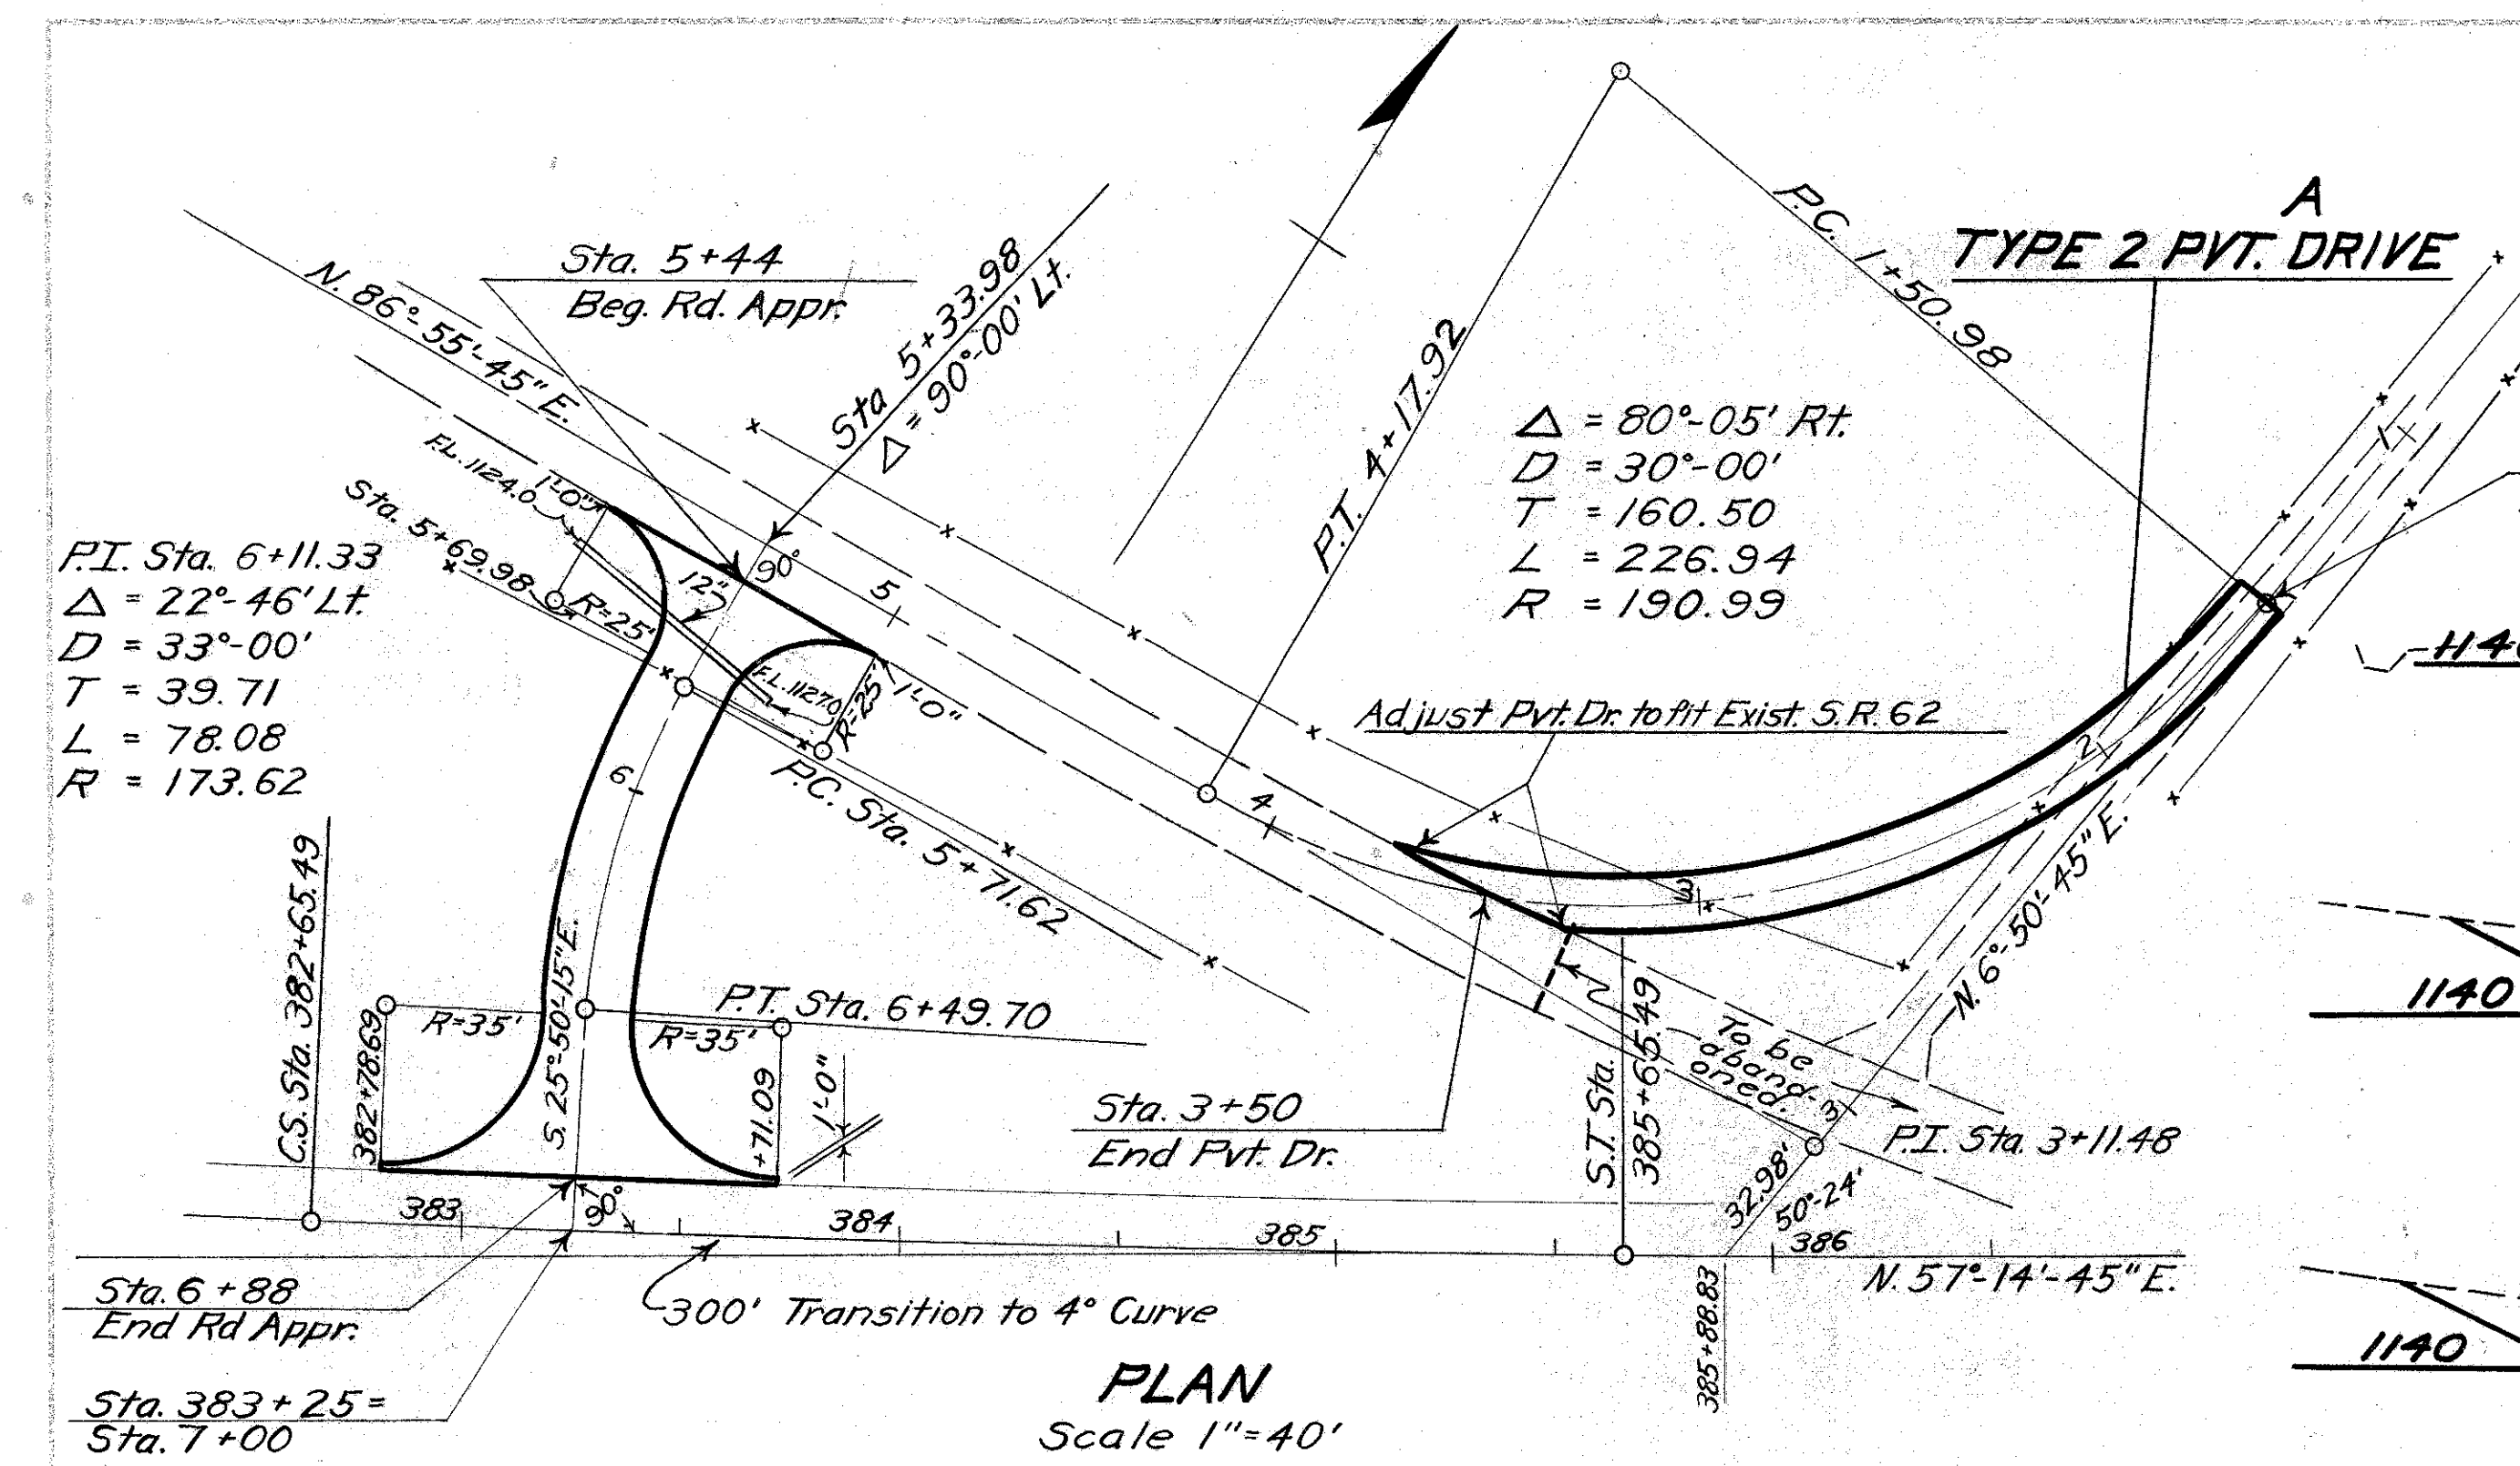 A
TYPE 2 PVT. DRIVE
Sta. 5+44
Beg. Rd. Appr.
N. 86°-55'-45" E.
Sta 5+33.98
Δ = 90°-00' Lt.
P.T. 4+17.92
P.C. 1+50.98
Δ = 80°-05' Rt.
D = 30°-00'
T = 160.50
L = 226.94
R = 190.99
F.L. 1124.0
1'-0"
Sta. 5+69.98
R=25'
12"
90°
5
F.L. 1127.0
R=25'
1'-0"
P.I. Sta. 6+11.33
Δ = 22°-46' Lt.
D = 33°-00'
T = 39.71
L = 78.08
R = 173.62
6
P.C. Sta. 5+71.62
4
Adjust Pvt. Dr. to fit Exist. S.R. 62
1
2
3
N. 6°-50'-45" E.
1140
1140
C.S. Sta. 382+65.49
382+78.69
R=35'
S. 25°-50'-15" E.
P.T. Sta. 6+49.70
R=35'
+71.09
1'-0"
Sta. 3+50
End Pvt. Dr.
S.T. Sta.
385+65.49
To be
aband-
oned.
3
P.I. Sta. 3+11.48
32.98'
50°-24'
383
90°
384
385
386
N. 57°-14'-45" E.
385+88.83
Sta. 6+88
End Rd Appr.
300' Transition to 4° Curve
Sta. 383+25=
Sta. 7+00
PLAN
Scale 1"=40'